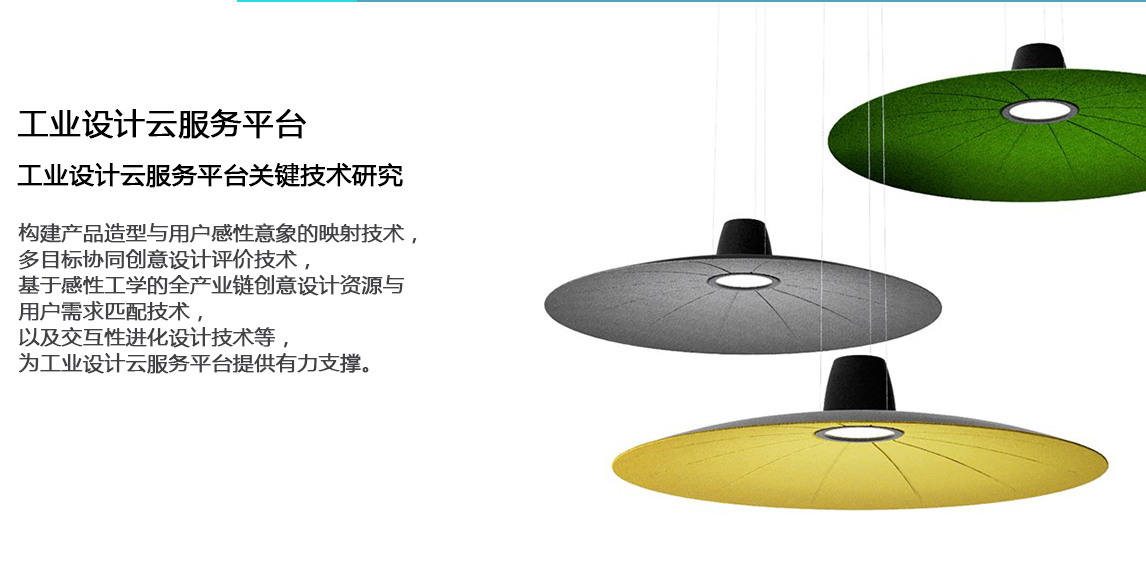 工业设计云服务平台
工业设计云服务平台关键技术研究
构建产品造型与用户感性意象的映射技术，
多目标协同创意设计评价技术，
基于感性工学的全产业链创意设计资源与
用户需求匹配技术，
以及交互性进化设计技术等，
为工业设计云服务平台提供有力支撑。